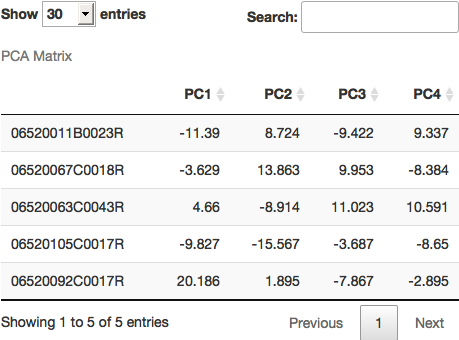 Show 30 entries Search:
PCA Matrix
PC1 PC2 PC3 PC4
06520011B0023R -11.39 8.724 -9.422 9.337
06520067C0018R -3.629 13.863 9.953 -8.384
06520063C0043R 4.66 -8.914 11.023 10.591
06520105C0017R -9.827 -15.567 -3.687 -8.65
06520092C0017R 20.186 1.895 -7.867 -2.895
Showing 1 to 5 of 5 entries Previous 1 Next